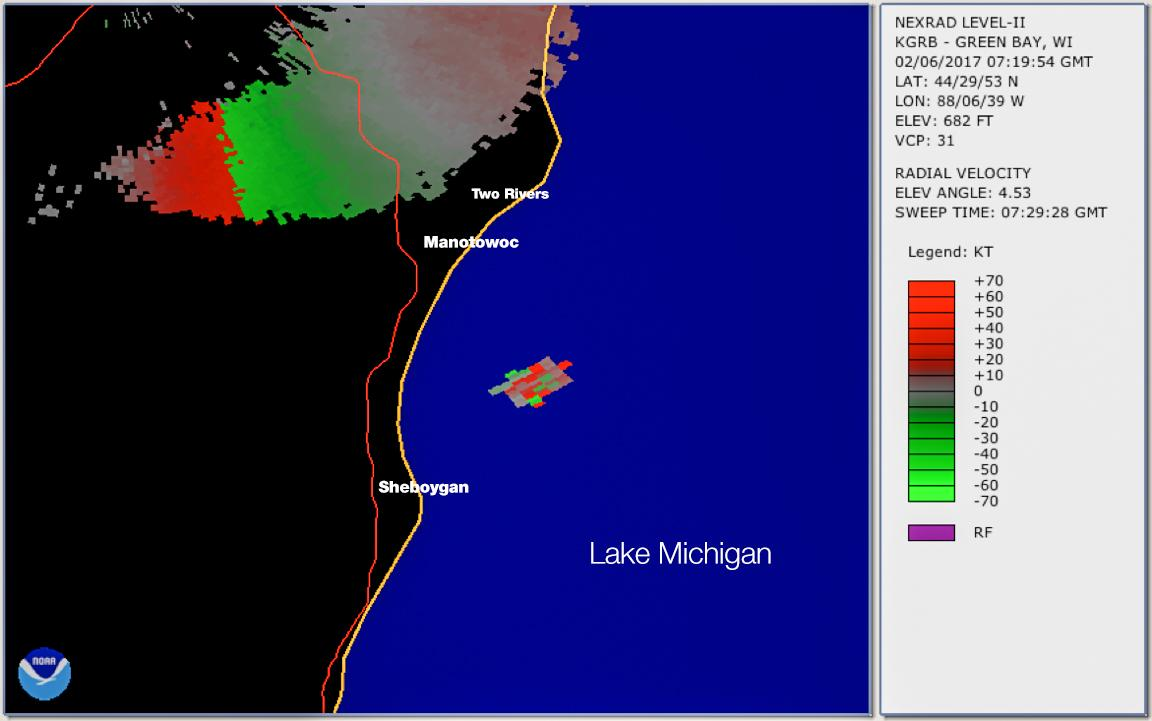 Two Rivers
Manotowoc
Sheboygan
Lake Michigan
NOAA
NEXRAD LEVEL-II
KGRB - GREEN BAY, WI
02/06/2017 07:19:54 GMT
LAT: 44/29/53 N
LON: 88/06/39 W
ELEV: 682 FT
VCP: 31
RADIAL VELOCITY
ELEV ANGLE: 4.53
SWEEP TIME: 07:29:28 GMT
Legend: KT
+70
+60
+50
+40
+30
+20
+10
0
-10
-20
-30
-40
-50
-60
-70
RF